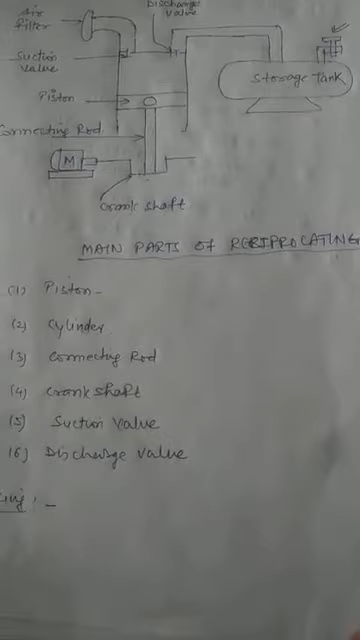 Air
Filter
Discharge
valve
Suction
valve
Storage Tank
Piston
Connecting Rod
M
Crank shaft
MAIN PARTS OF RECIPROCATING
(1) Piston -
(2) Cylinder
(3) Connecting Rod
(4) Crank shaft
(5) Suction Valve
(6) Discharge Valve